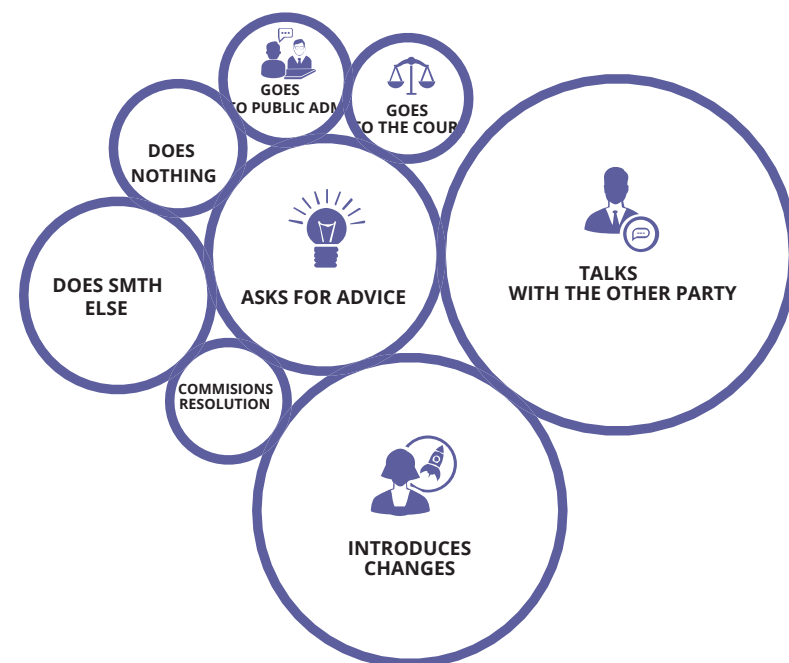 GOES
TO PUBLIC ADM
GOES
TO THE COUR
DOES
NOTHING
TALKS
WITH THE OTHER PARTY
DOES SMTH
ELSE
ASKS FOR ADVICE
COMMISIONS
RESOLUTION
INTRODUCES
CHANGES